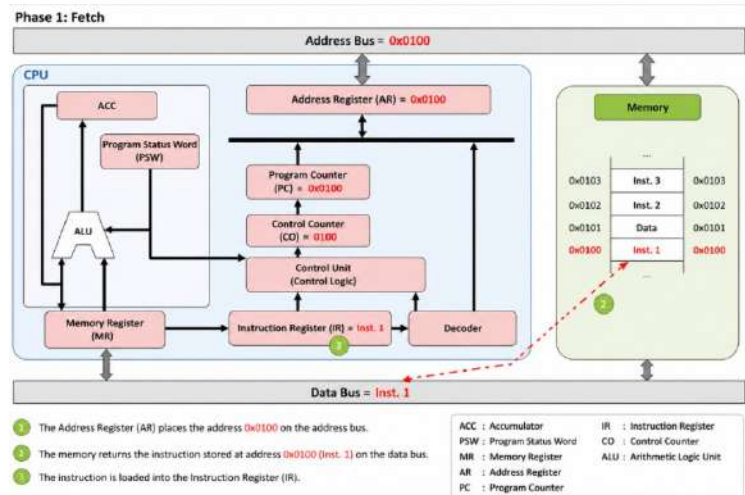 Phase 1: Fetch
Address Bus = 0x0100
CPU
ACC
Address Register (AR) = 0x0100
Program Status Word
(PSW)
Program Counter
(PC) = 0x0100
Control Counter
(CO) = 0100
ALU
Control Unit
(Control Logic)
Memory Register
(MR)
Instruction Register (IR) = Inst. 1
3
Decoder
Memory
...
0x0103 Inst. 3 0x0103
0x0102 Inst. 2 0x0102
0x0101 Data 0x0101
0x0100 Inst. 1 0x0100
...
2
Data Bus = Inst. 1
The Address Register (AR) places the address 0x0100 on the address bus.
2 The memory returns the instruction stored at address 0x0100 (Inst. 1) on the data bus.
The instruction is loaded into the Instruction Register (IR).
ACC : Accumulator
PSW : Program Status Word
MR : Memory Register
AR : Address Register
PC : Program Counter
IR : Instruction Register
CO : Control Counter
ALU : Arithmetic Logic Unit